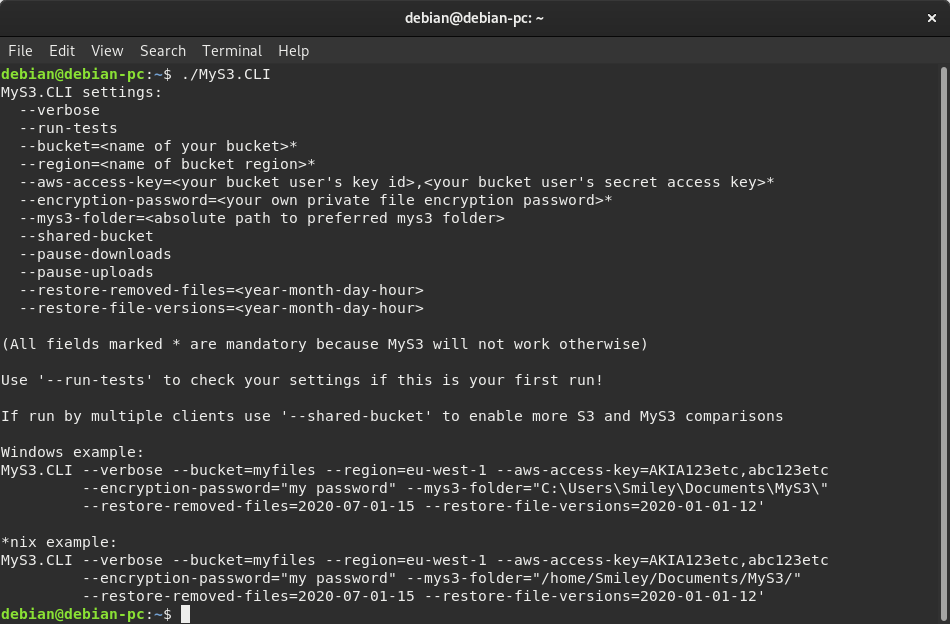 debian@debian-pc: ~
×
File Edit View Search Terminal Help
debian@debian-pc:~$ ./MyS3.CLI
MyS3.CLI settings:
  --verbose
  --run-tests
  --bucket=<name of your bucket>*
  --region=<name of bucket region>*
  --aws-access-key=<your bucket user's key id>,<your bucket user's secret access key>*
  --encryption-password=<your own private file encryption password>*
  --mys3-folder=<absolute path to preferred mys3 folder>
  --shared-bucket
  --pause-downloads
  --pause-uploads
  --restore-removed-files=<year-month-day-hour>
  --restore-file-versions=<year-month-day-hour>

(All fields marked * are mandatory because MyS3 will not work otherwise)

Use '--run-tests' to check your settings if this is your first run!

If run by multiple clients use '--shared-bucket' to enable more S3 and MyS3 comparisons

Windows example:
MyS3.CLI --verbose --bucket=myfiles --region=eu-west-1 --aws-access-key=AKIA123etc,abc123etc
         --encryption-password="my password" --mys3-folder="C:\Users\Smiley\Documents\MyS3\"
         --restore-removed-files=2020-07-01-15 --restore-file-versions=2020-01-01-12'

*nix example:
MyS3.CLI --verbose --bucket=myfiles --region=eu-west-1 --aws-access-key=AKIA123etc,abc123etc
         --encryption-password="my password" --mys3-folder="/home/Smiley/Documents/MyS3/"
         --restore-removed-files=2020-07-01-15 --restore-file-versions=2020-01-01-12'
debian@debian-pc:~$